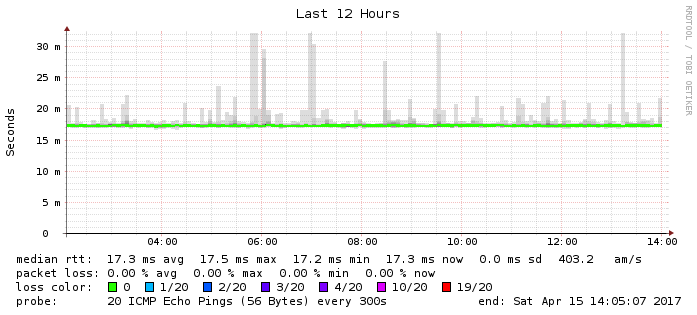 Last 12 Hours
RRDTOOL / TOBI OETIKER
Seconds
30 m
25 m
20 m
15 m
10 m
5 m
0
04:00 06:00 08:00 10:00 12:00 14:00
median rtt: 17.3 ms avg 17.5 ms max 17.2 ms min 17.3 ms now 0.0 ms sd 403.2 am/s
packet loss: 0.00 % avg 0.00 % max 0.00 % min 0.00 % now
loss color: 0 1/20 2/20 3/20 4/20 10/20 19/20
probe: 20 ICMP Echo Pings (56 Bytes) every 300s end: Sat Apr 15 14:05:07 2017